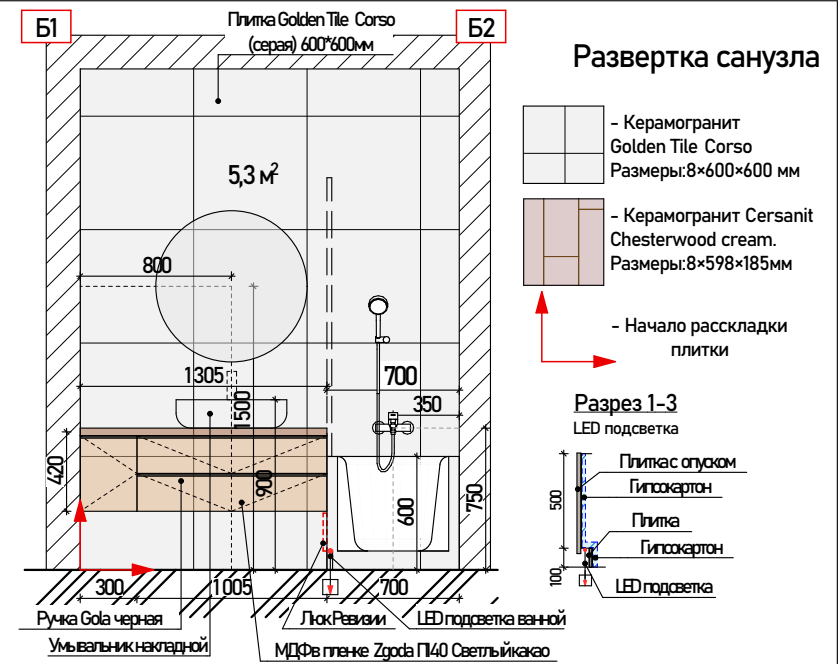 Б1
Плитка Golden Tile Corso
(серая) 600*600мм
Б2
Развертка санузла
- Керамогранит
Golden Tile Corso
Размеры:8×600×600 мм
5,3 м²
- Керамогранит Cersanit
Chesterwood cream.
Размеры:8×598×185мм
800
- Начало расскладки
плитки
1305
700
1500
350
Разрез 1-3
LED подсветка
420
900
600
750
Плитка с опуском
Гипсокартон
500
Плитка
Гипсокартон
100
LED подсветка
300
1005
700
Ручка Gola черная
Люк Ревизии
LED подсветка ванной
Умывальник накладной
МДФв пленке Zgoda П140 Светлый какао